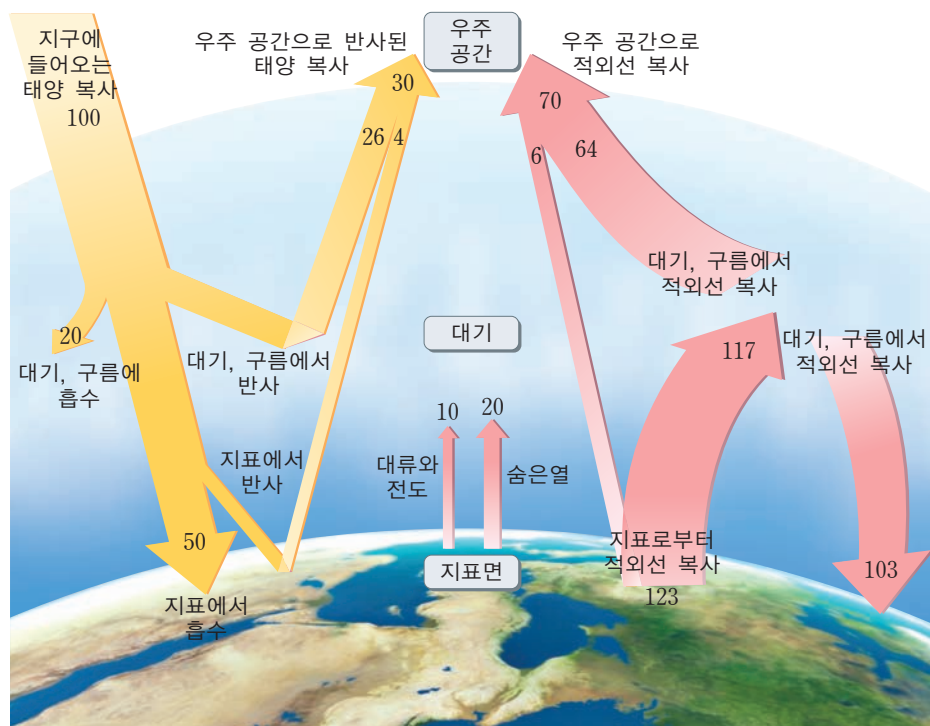 지구에
들어오는
태양 복사
100
우주 공간으로 반사된
태양 복사
30
26
4
우주
공간
우주 공간으로
적외선 복사
70
6
64
대기, 구름에서
적외선 복사
20
대기, 구름에
흡수
대기, 구름에서
반사
대기
117
대기, 구름에서
적외선 복사
10
20
대류와
전도
숨은열
지표에서
반사
50
지표에서
흡수
지표면
지표로부터
적외선 복사
123
103